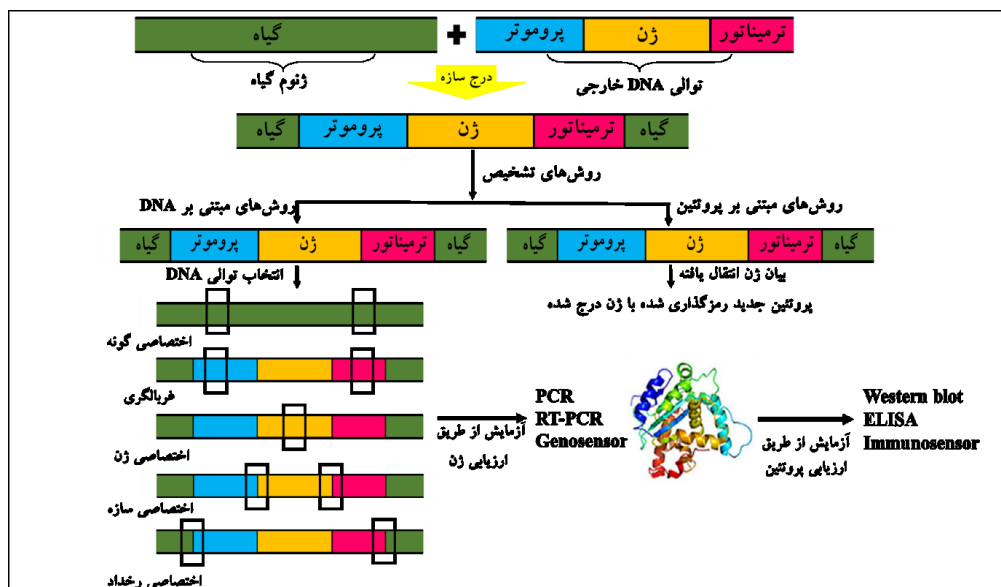 گیاه
+
پروموتر
ژن
ترمیناتور
ژنوم گیاه
توالی DNA خارجی
درج سازه
گیاه
پروموتر
ژن
ترمیناتور
گیاه
روش‌های تشخیص
روش‌های مبتنی بر پروتئین
روش‌های مبتنی بر DNA
گیاه
پروموتر
ژن
ترمیناتور
گیاه
گیاه
پروموتر
ژن
ترمیناتور
گیاه
انتخاب توالی DNA
بیان ژن انتقال یافته
پروتئین جدید رمزگذاری شده با ژن درج شده
اختصاصی گونه
غربالگری
اختصاصی ژن
اختصاصی سازه
اختصاصی رخداد
PCR
RT-PCR
Genosensor
آزمایش از طریق
ارزیابی ژن
Western blot
ELISA
Immunosensor
آزمایش از طریق
ارزیابی پروتئین